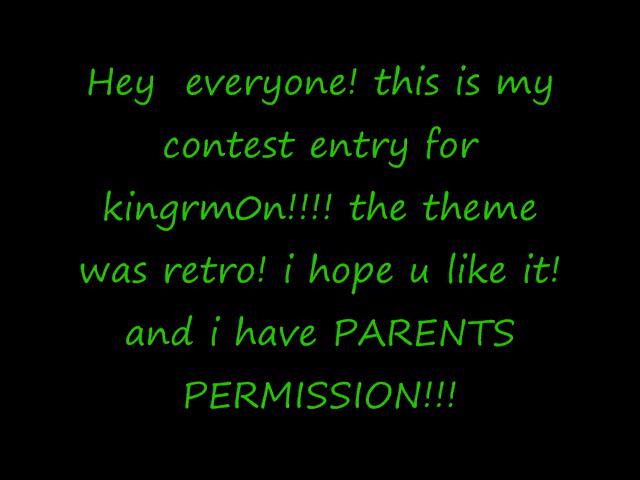 Hey  everyone! this is my
contest entry for
kingrm0n!!!! the theme
was retro! i hope u like it!
and i have PARENTS
PERMISSION!!!